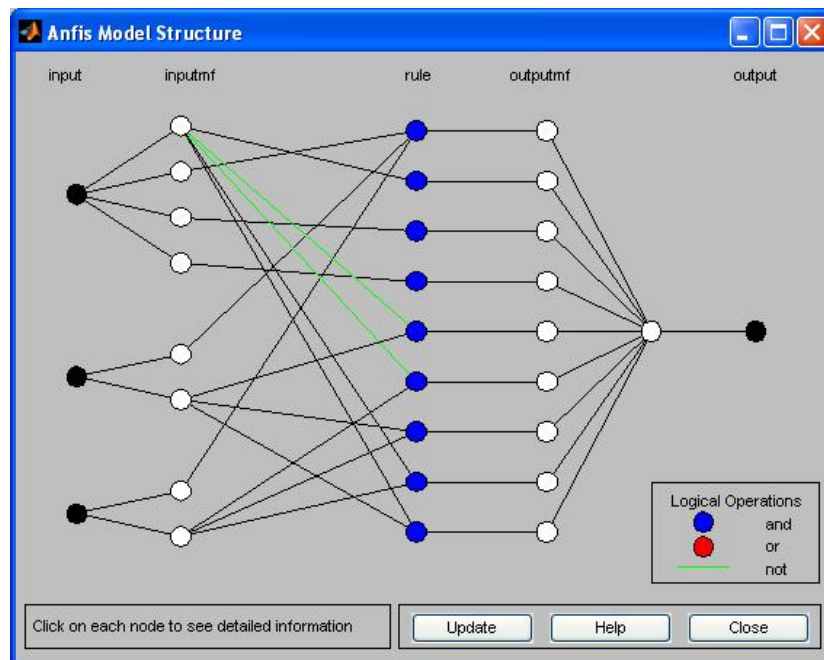 Anfis Model Structure
input inputmf rule outputmf output
Logical Operations
and
or
not
Click on each node to see detailed information
Update Help Close